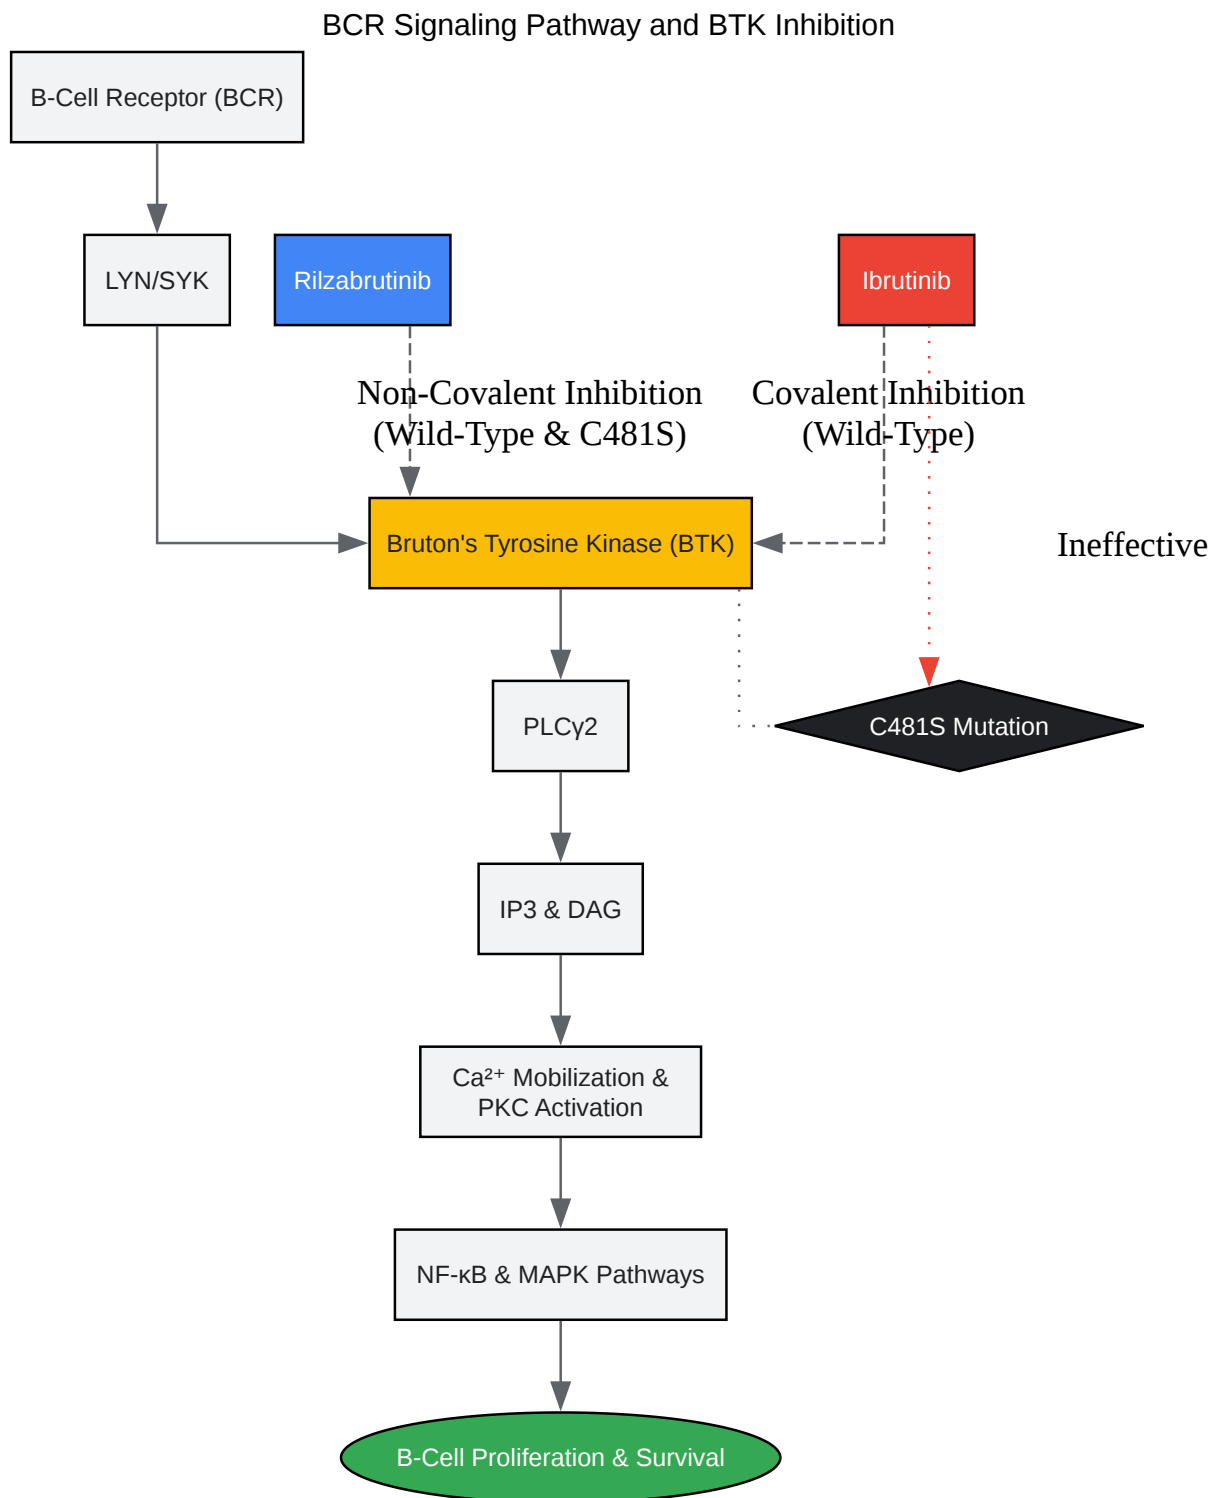 BCR Signaling Pathway and BTK Inhibition
B-Cell Receptor (BCR)
LYN/SYK
Rilzabrutinib
Ibrutinib
Non-Covalent Inhibition
(Wild-Type & C481S)
Covalent Inhibition
(Wild-Type)
Bruton's Tyrosine Kinase (BTK)
Ineffective
PLCγ2
C481S Mutation
IP3 & DAG
Ca²⁺ Mobilization &
PKC Activation
NF-κB & MAPK Pathways
B-Cell Proliferation & Survival